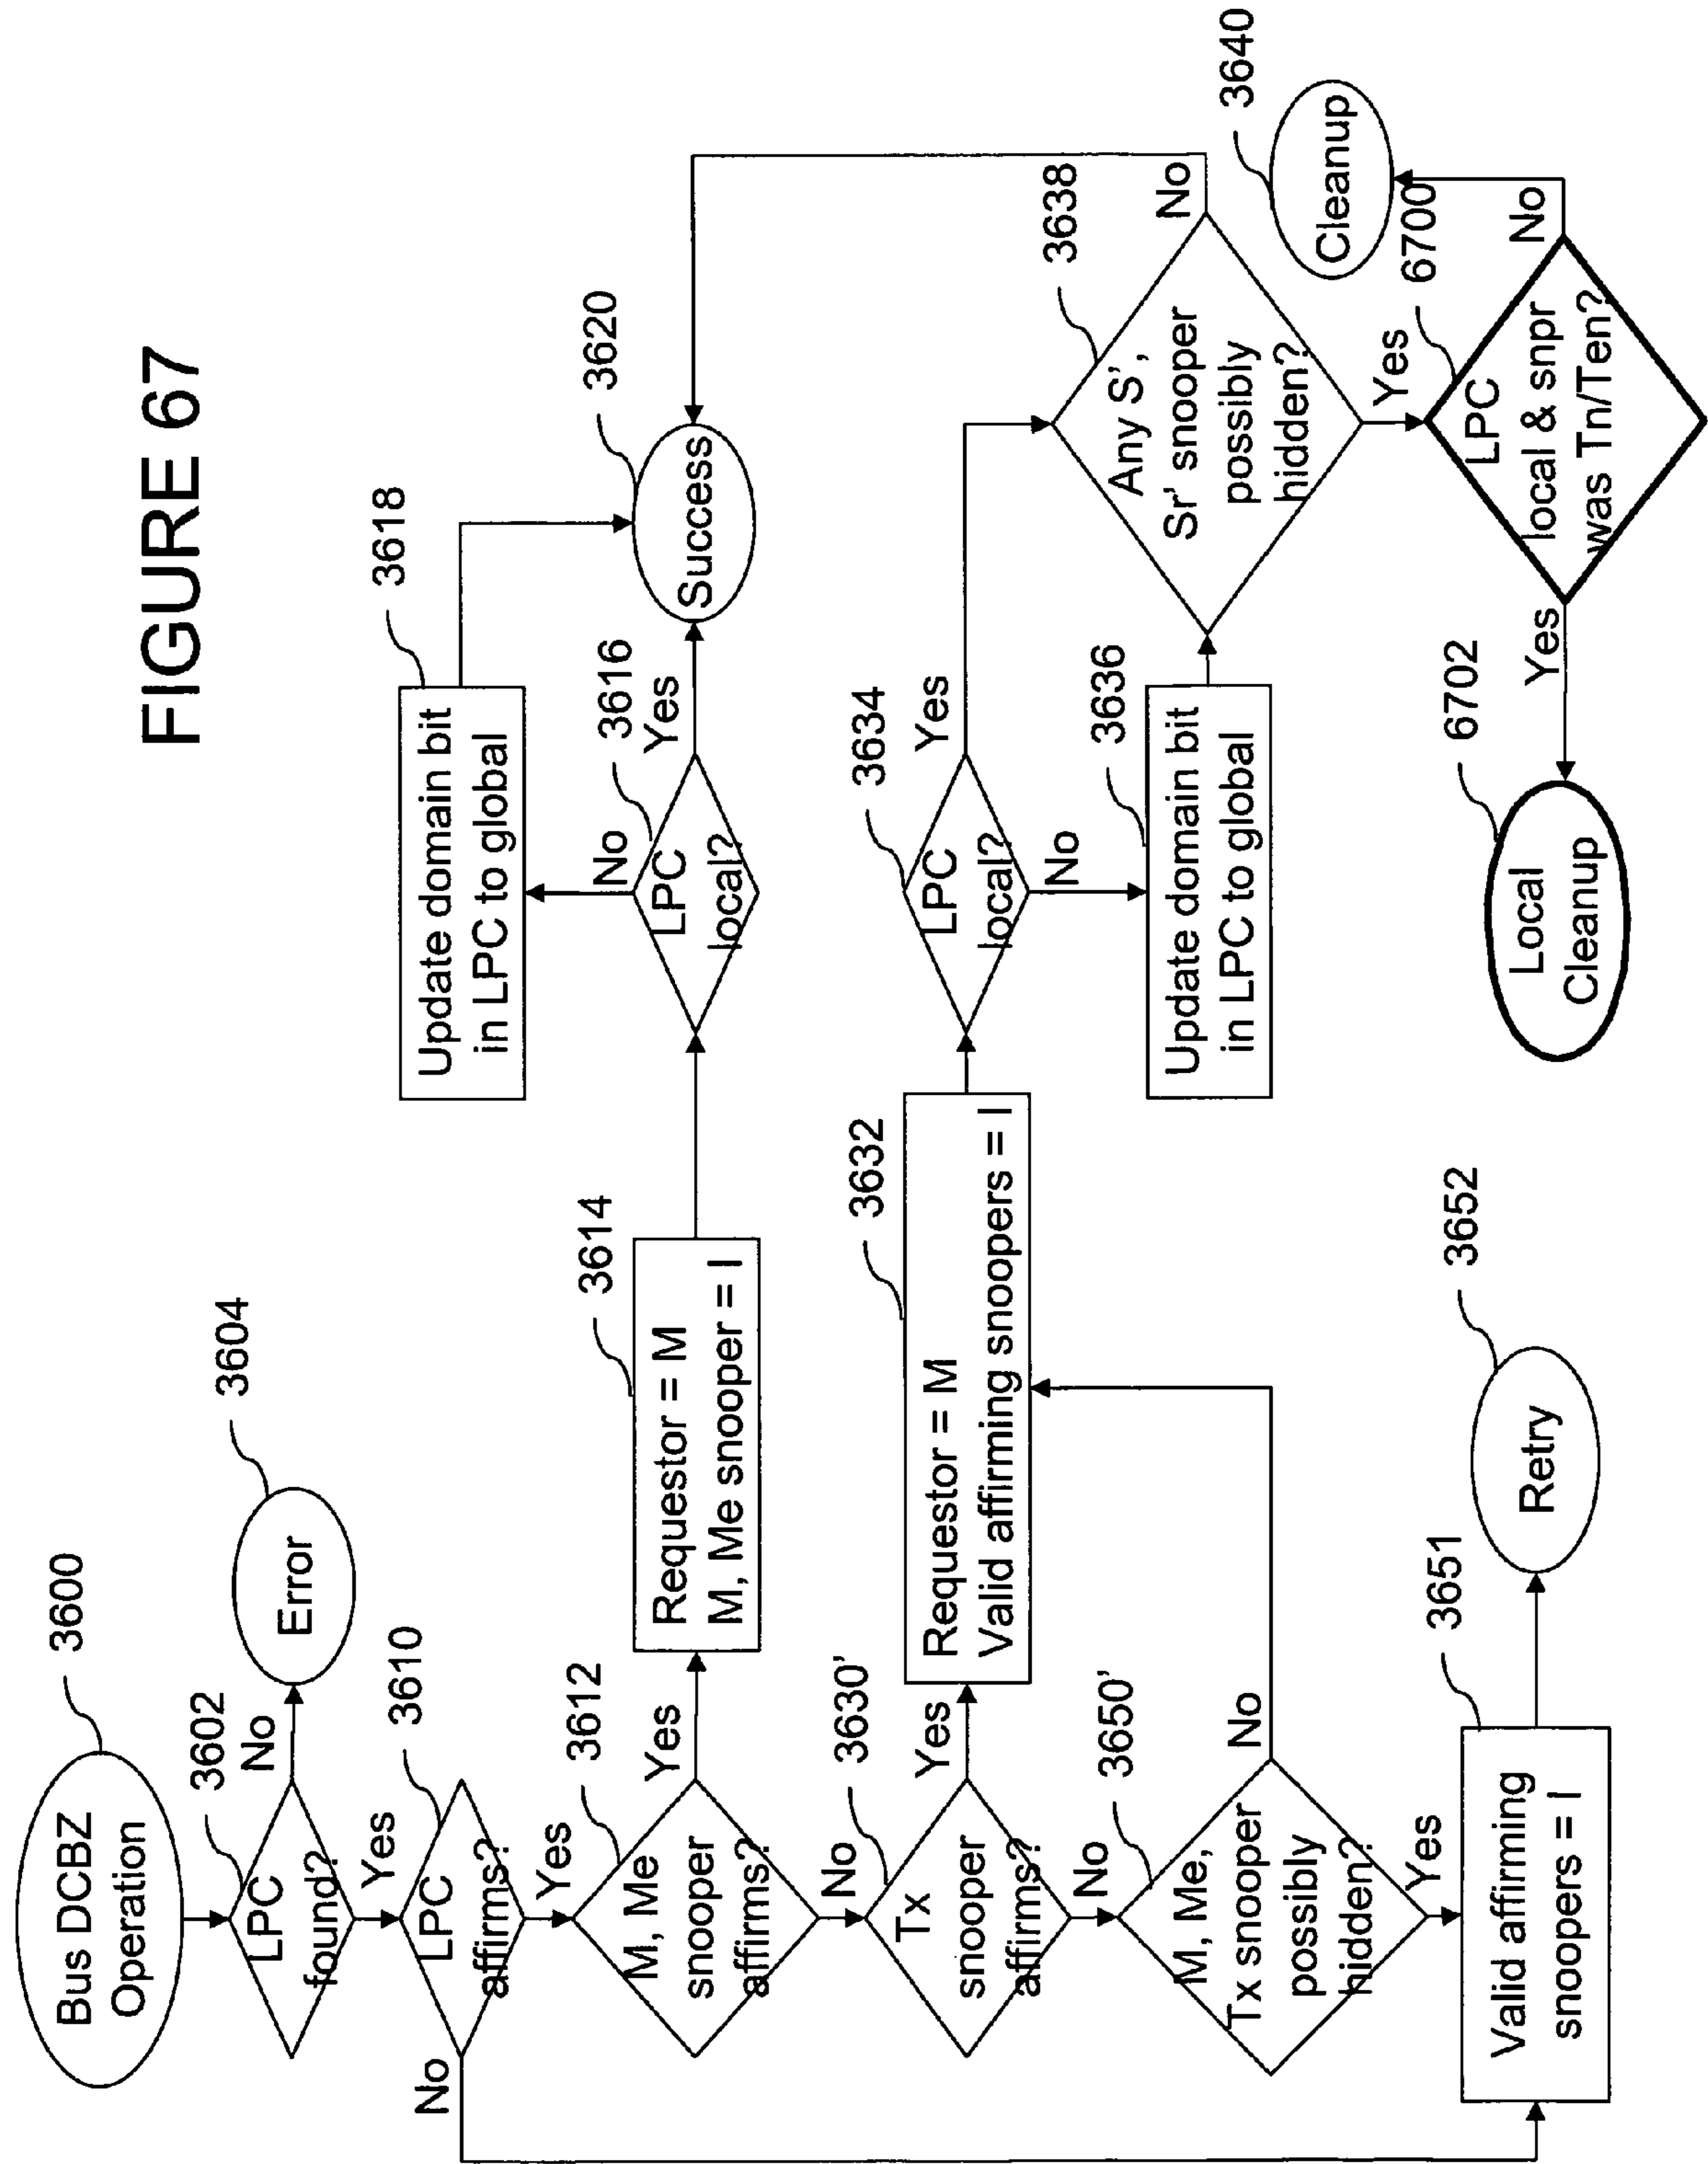 FIGURE 67
Bus DCBZ
Operation
3600
LPC
found?
3602
No
Error
3604
Yes
LPC
affirms?
3610
No
Yes
M, Me
snooper
affirms?
3612
Yes
Requestor = M
M, Me snooper = I
3614
LPC
local?
3616
No
Update domain bit
in LPC to global
3618
Yes
Success
3620
No
Tx
snooper
affirms?
3630'
Yes
Requestor = M
Valid affirming snoopers = I
3632
LPC
local?
3634
Yes
No
Update domain bit
in LPC to global
3636
Any S',
Sr' snooper
possibly
hidden?
3638
No
Yes
LPC
local & snpr
was Tn/Ten?
6700
No
Cleanup
3640
Yes
Local
Cleanup
6702
No
M, Me,
Tx snooper
possibly
hidden?
3650'
No
Yes
Valid affirming
snoopers = I
3651
Retry
3652